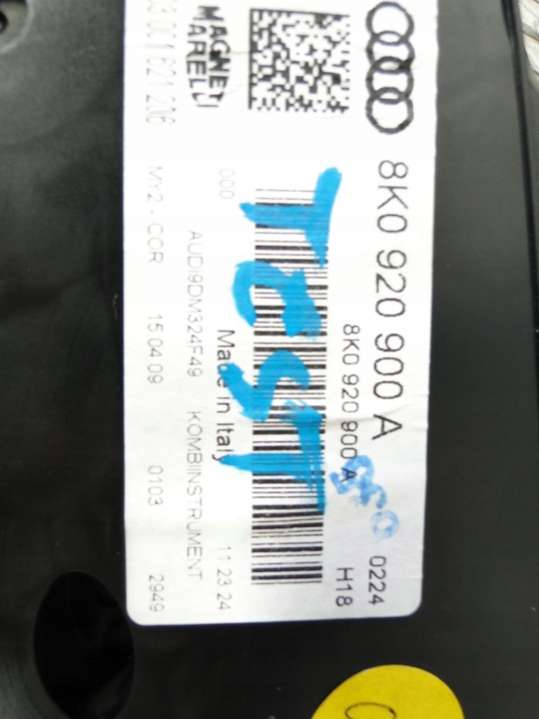 8K0 920 900 A
0224
8K0 920 900 A
H18
TEST
MAGNETI
MARELLI
000
Made in Italy
11 23 24
AUDI9DM324F49 KOMBIINSTRUMENT
MY2 - COR 15.04.09 0103 2949